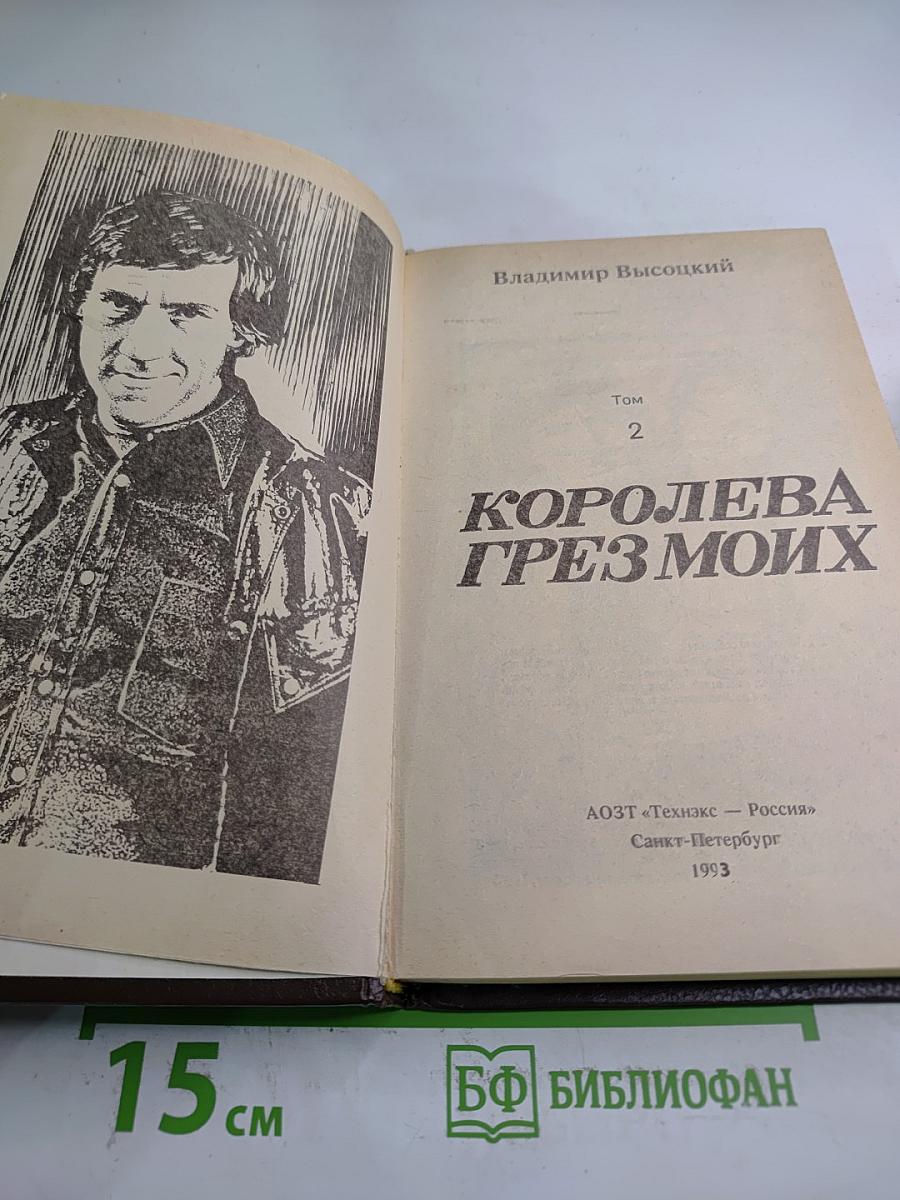 Владимир Высоцкий
Том
2
КОРОЛЕВА
ГРЕЗ МОИХ
АОЗТ «Технэкс — Россия»
Санкт-Петербург
1993
15 см
БФ БИБЛИОФАН